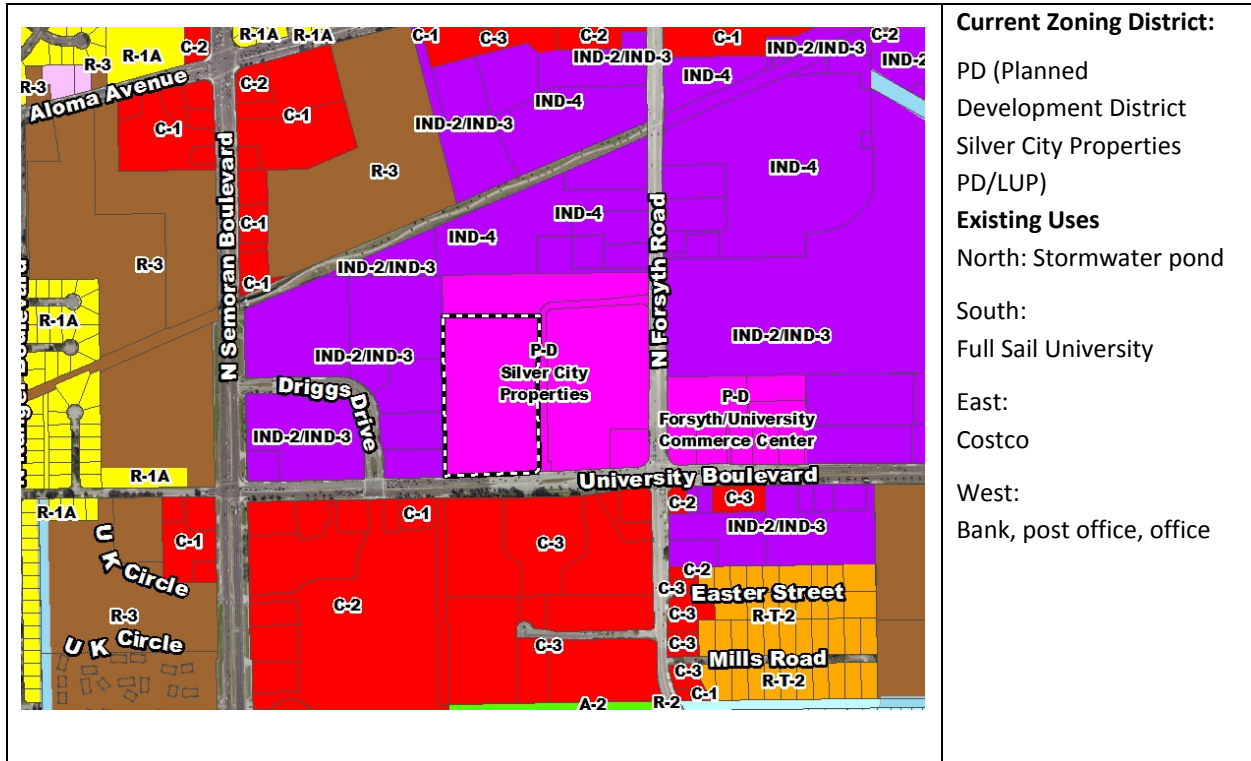 R-1A
C-2
R-1A
R-1A
C-1
C-3
C-2
C-1
IND-2/IND-3
C-2
R-3
R-3
IND-2/IND-3
IND-4
IND-2
Aloma Avenue
C-2
C-1
C-1
IND-4
IND-2/IND-3
IND-4
R-3
N Semoran Boulevard
C-1
IND-4
N Forsyth Road
R-3
IND-4
IND-2/IND-3
C-1
R-1A
IND-2/IND-3
IND-2/IND-3
P-D
Silver City
Properties
Driggs Drive
P-D
Forsyth/University
Commerce Center
IND-2/IND-3
R-1A
University Boulevard
R-1A
C-1
C-1
C-3
C-2
C-3
IND-2/IND-3
U K Circle
C-2
C-3
Easter Street
C-2
R-3
C-3
R-T-2
U K Circle
C-3
C-3
Mills Road
C-3
R-T-2
C-1
A-2
R-2
Current Zoning District:
PD (Planned
Development District
Silver City Properties
PD/LUP)
Existing Uses
North: Stormwater pond
South:
Full Sail University
East:
Costco
West:
Bank, post office, office